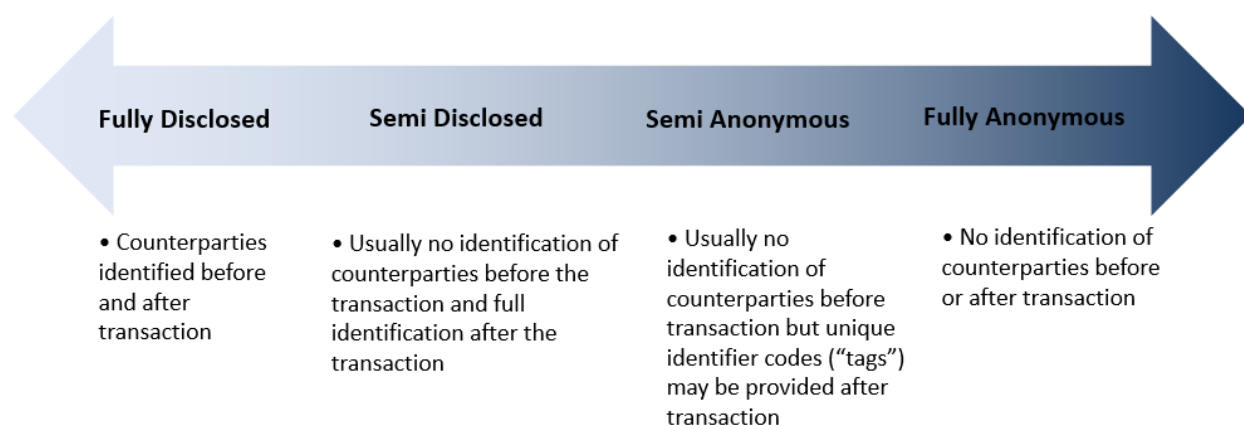 Fully Disclosed
Semi Disclosed
Semi Anonymous
Fully Anonymous
• Counterparties
identified before
and after
transaction
• Usually no identification of
counterparties before the
transaction and full
identification after the
transaction
• Usually no
identification of
counterparties before
transaction but unique
identifier codes (“tags”)
may be provided after
transaction
• No identification of
counterparties before
or after transaction